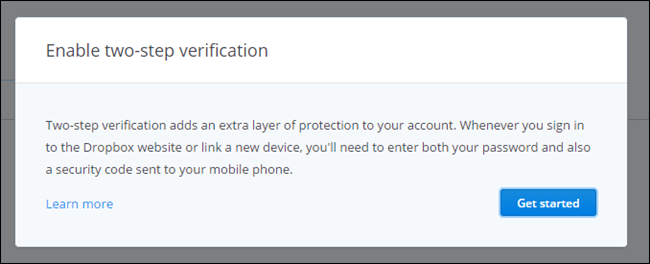 Enable two-step verification
Two-step verification adds an extra layer of protection to your account. Whenever you sign in
to the Dropbox website or link a new device, you'll need to enter both your password and also
a security code sent to your mobile phone.
Learn more
Get started